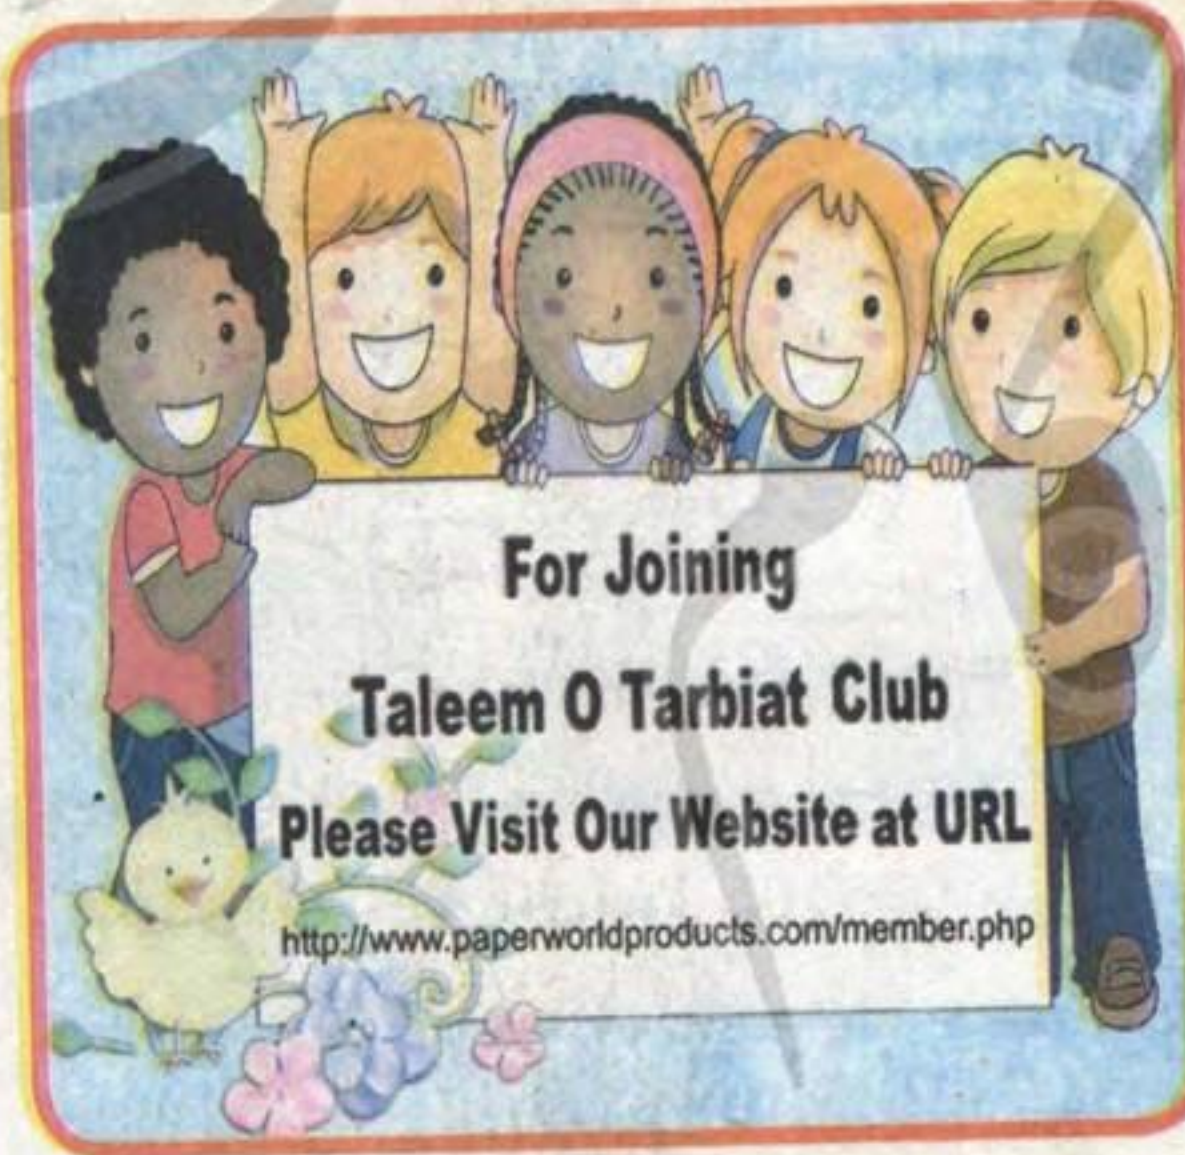 For Joining
Taleem O Tarbiat Club
Please Visit Our Website at URL
http://www.paperworldproducts.com/member.php